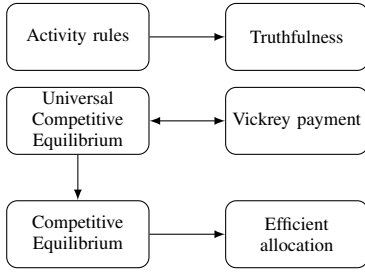 Activity rules
Truthfulness
Universal
Competitive
Equilibrium
Vickrey payment
Competitive
Equilibrium
Efficient
allocation